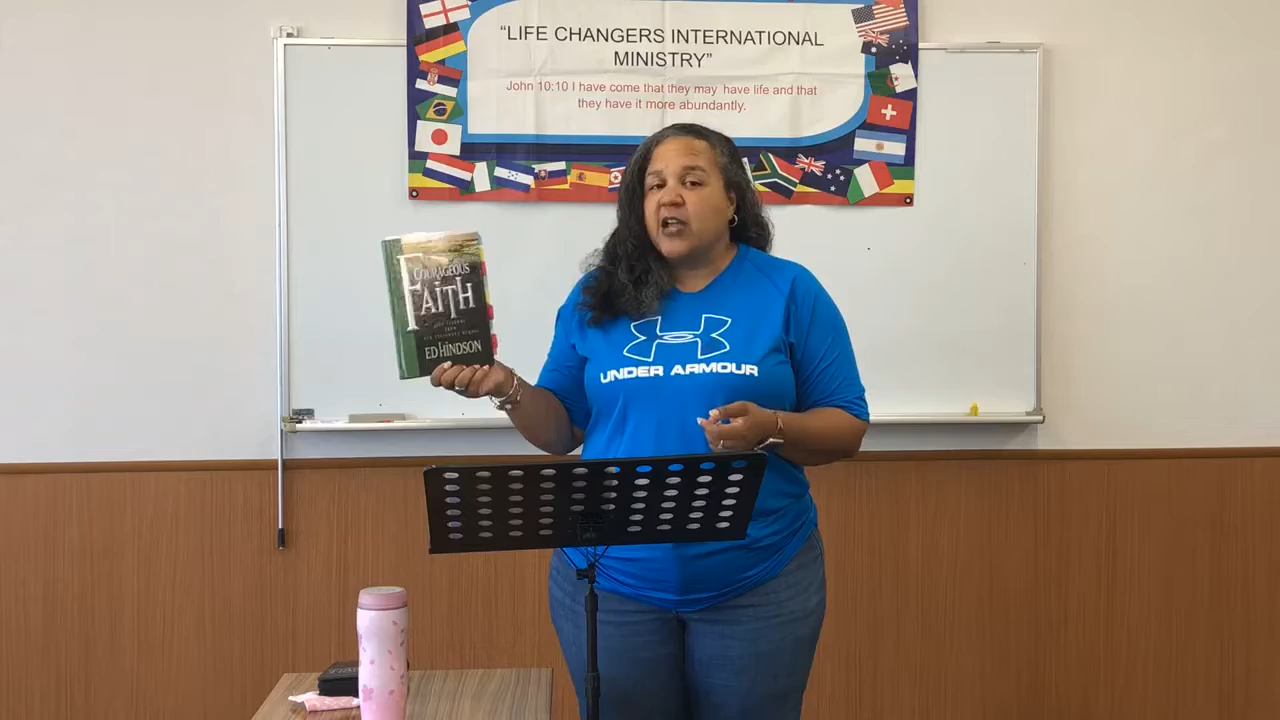 “LIFE CHANGERS INTERNATIONAL
MINISTRY”
John 10:10 I have come that they may have life and that
they have it more abundantly.
COURAGEOUS
FAITH
ED HINDSON
UNDER ARMOUR